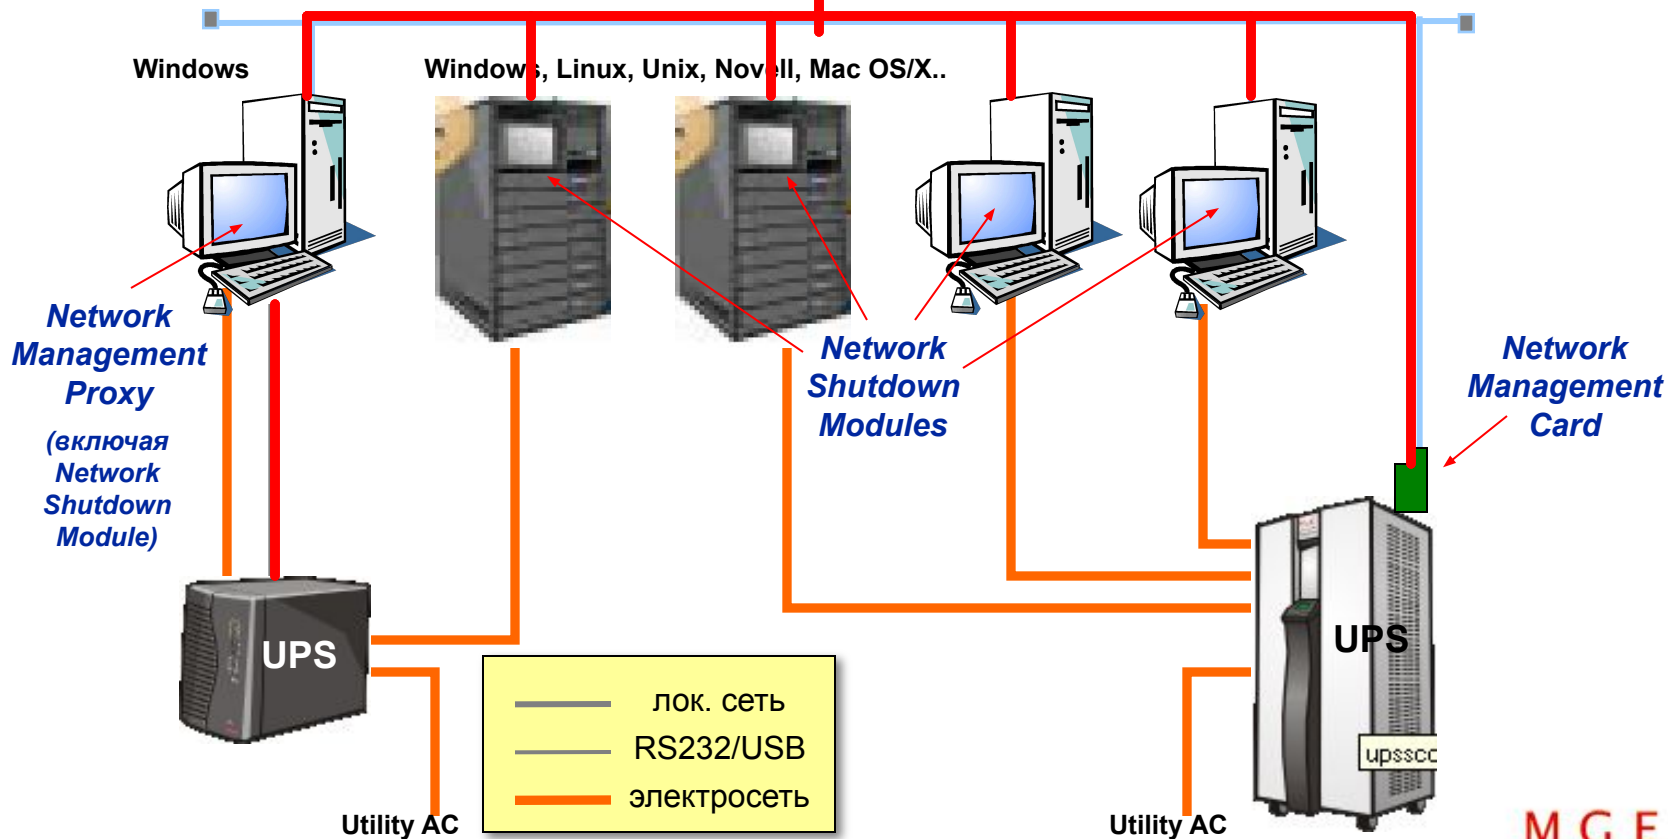 Windows
Windows, Linux, Unix, Novell, Mac OS/X..
Network
Management
Proxy
(включая
Network
Shutdown
Module)
Network
Shutdown
Modules
Network
Management
Card
UPS
UPS
лок. сеть
RS232/USB
электросеть
Utility AC
Utility AC
MGE